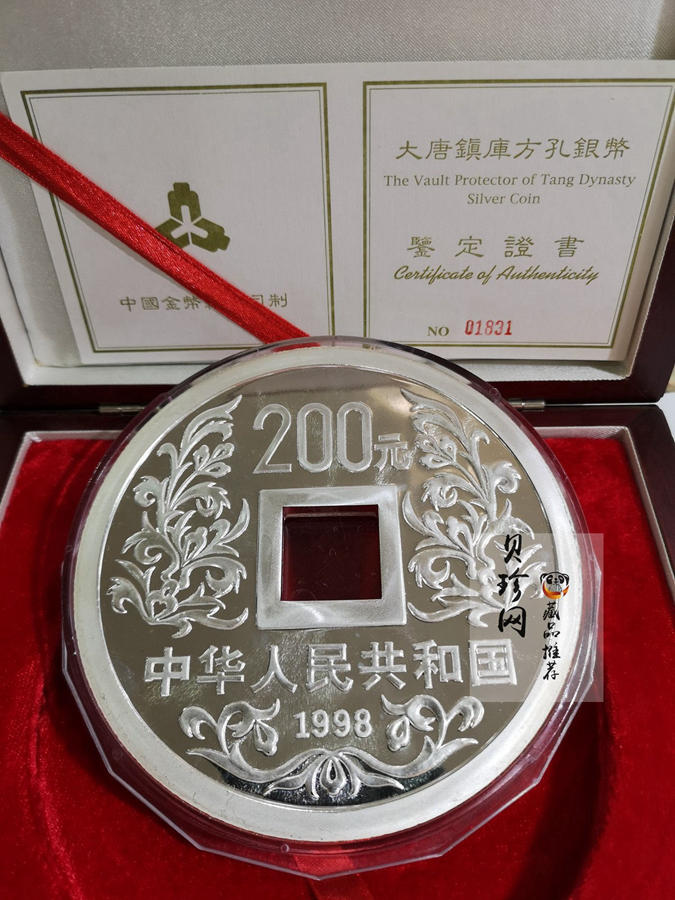 大唐鎮庫方孔銀幣
The Vault Protector of Tang Dynasty
Silver Coin
鑒定證書
Certificate of Authenticity
NO 01831
中國金幣 司制
200元
中华人民共和国
1998
贝珍网
藏品推荐